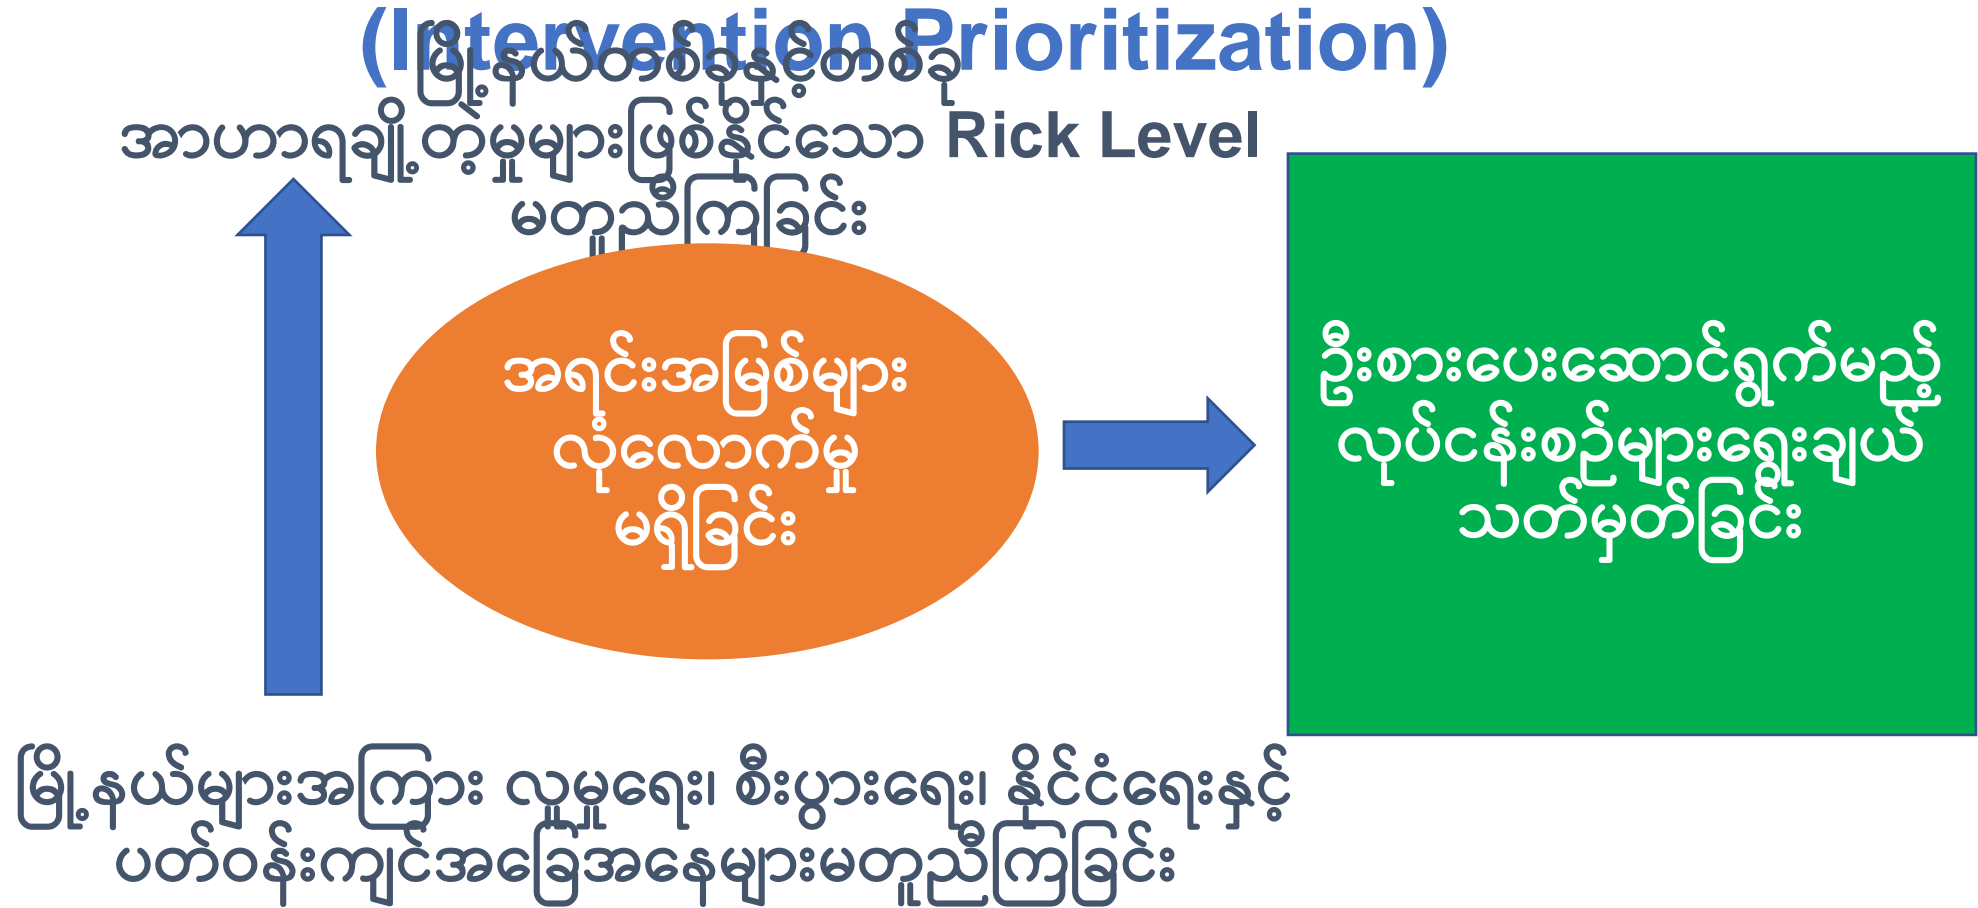 (Intervention Prioritization)
မြို့နယ်တစ်ခုနှင့်တစ်ခု
အာဟာရချို့တဲ့မှုများဖြစ်နိုင်သော Rick Level
မတူညီကြခြင်း
အရင်းအမြစ်များ
လုံလောက်မှု
မရှိခြင်း
ဦးစားပေးဆောင်ရွက်မည့်
လုပ်ငန်းစဉ်များရွေးချယ်
သတ်မှတ်ခြင်း
မြို့နယ်များအကြား လူမှုရေး၊ စီးပွားရေး၊ နိုင်ငံရေးနှင့်
ပတ်ဝန်းကျင်အခြေအနေများမတူညီကြခြင်း